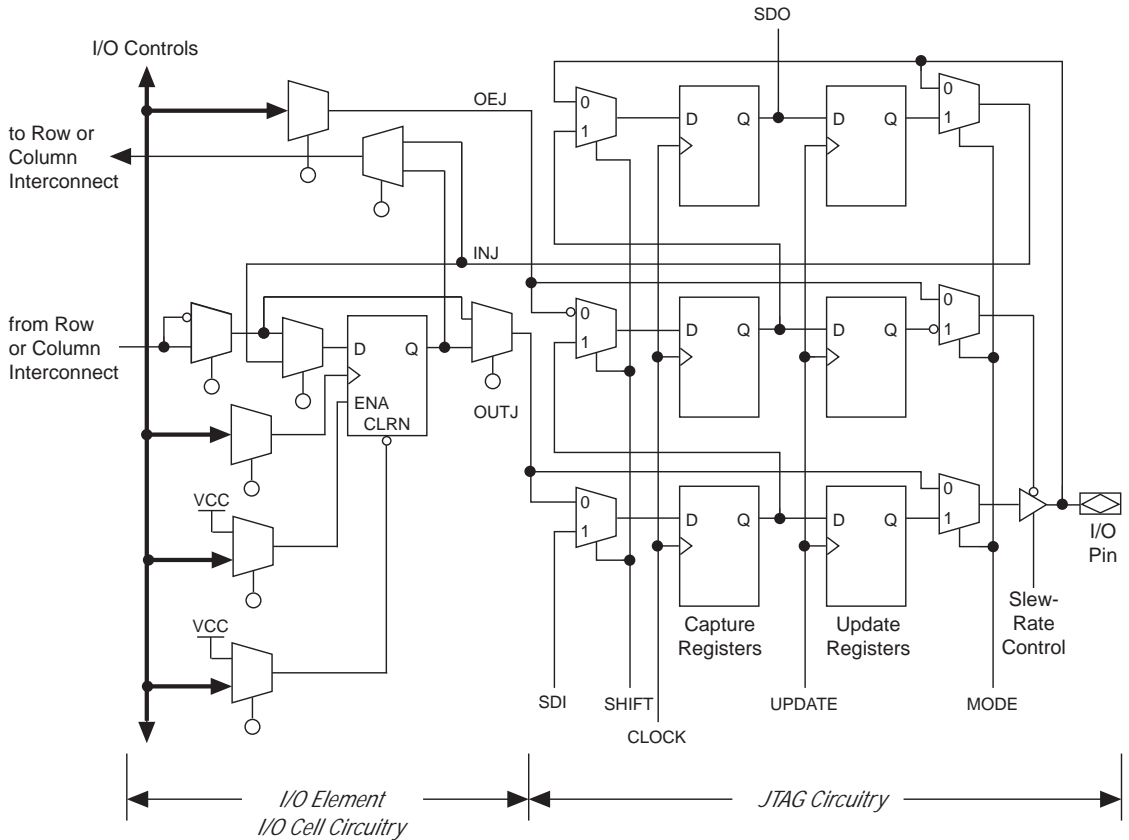 SDO
I/O Controls
OEJ
0
1
D
Q
D
Q
0
1
to Row or
Column
Interconnect
INJ
from Row
or Column
Interconnect
D
Q
ENA
CLRN
OUTJ
0
1
D
Q
D
Q
0
1
VCC
0
1
D
Q
D
Q
0
1
I/O
Pin
VCC
Capture
Registers
Update
Registers
Slew-
Rate
Control
SDI
SHIFT
CLOCK
UPDATE
MODE
I/O Element
I/O Cell Circuitry
JTAG Circuitry